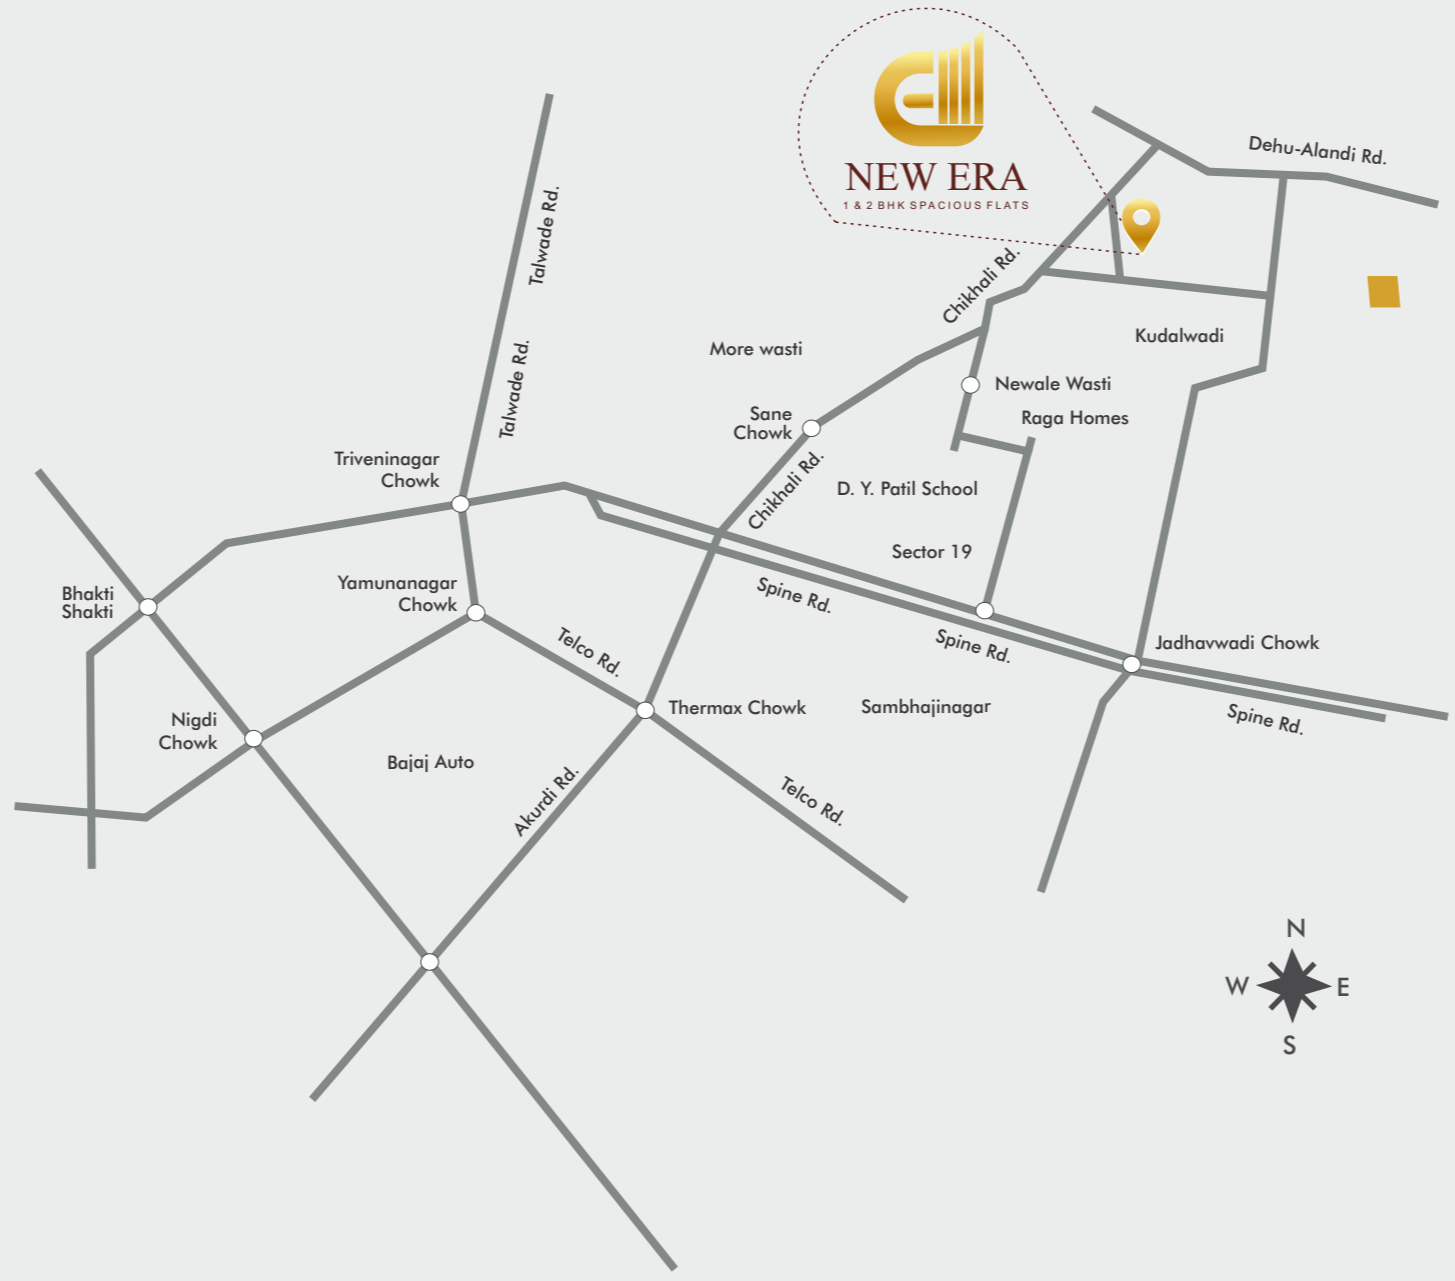 NEW ERA
1 & 2 BHK SPACIOUS FLATS
Dehu-Alandi Rd.
Talwade Rd.
Chikhali Rd.
Kudalwadi
More wasti
Talwade Rd.
Newale Wasti
Sane
Chowk
Raga Homes
Triveninagar
Chowk
Chikhali Rd.
D. Y. Patil School
Sector 19
Bhakti
Shakti
Yamunanagar
Chowk
Spine Rd.
Telco Rd.
Spine Rd.
Jadhavwadi Chowk
Nigdi
Chowk
Thermax Chowk
Sambhajinagar
Spine Rd.
Bajaj Auto
Akurdi Rd.
Telco Rd.
N
W
E
S